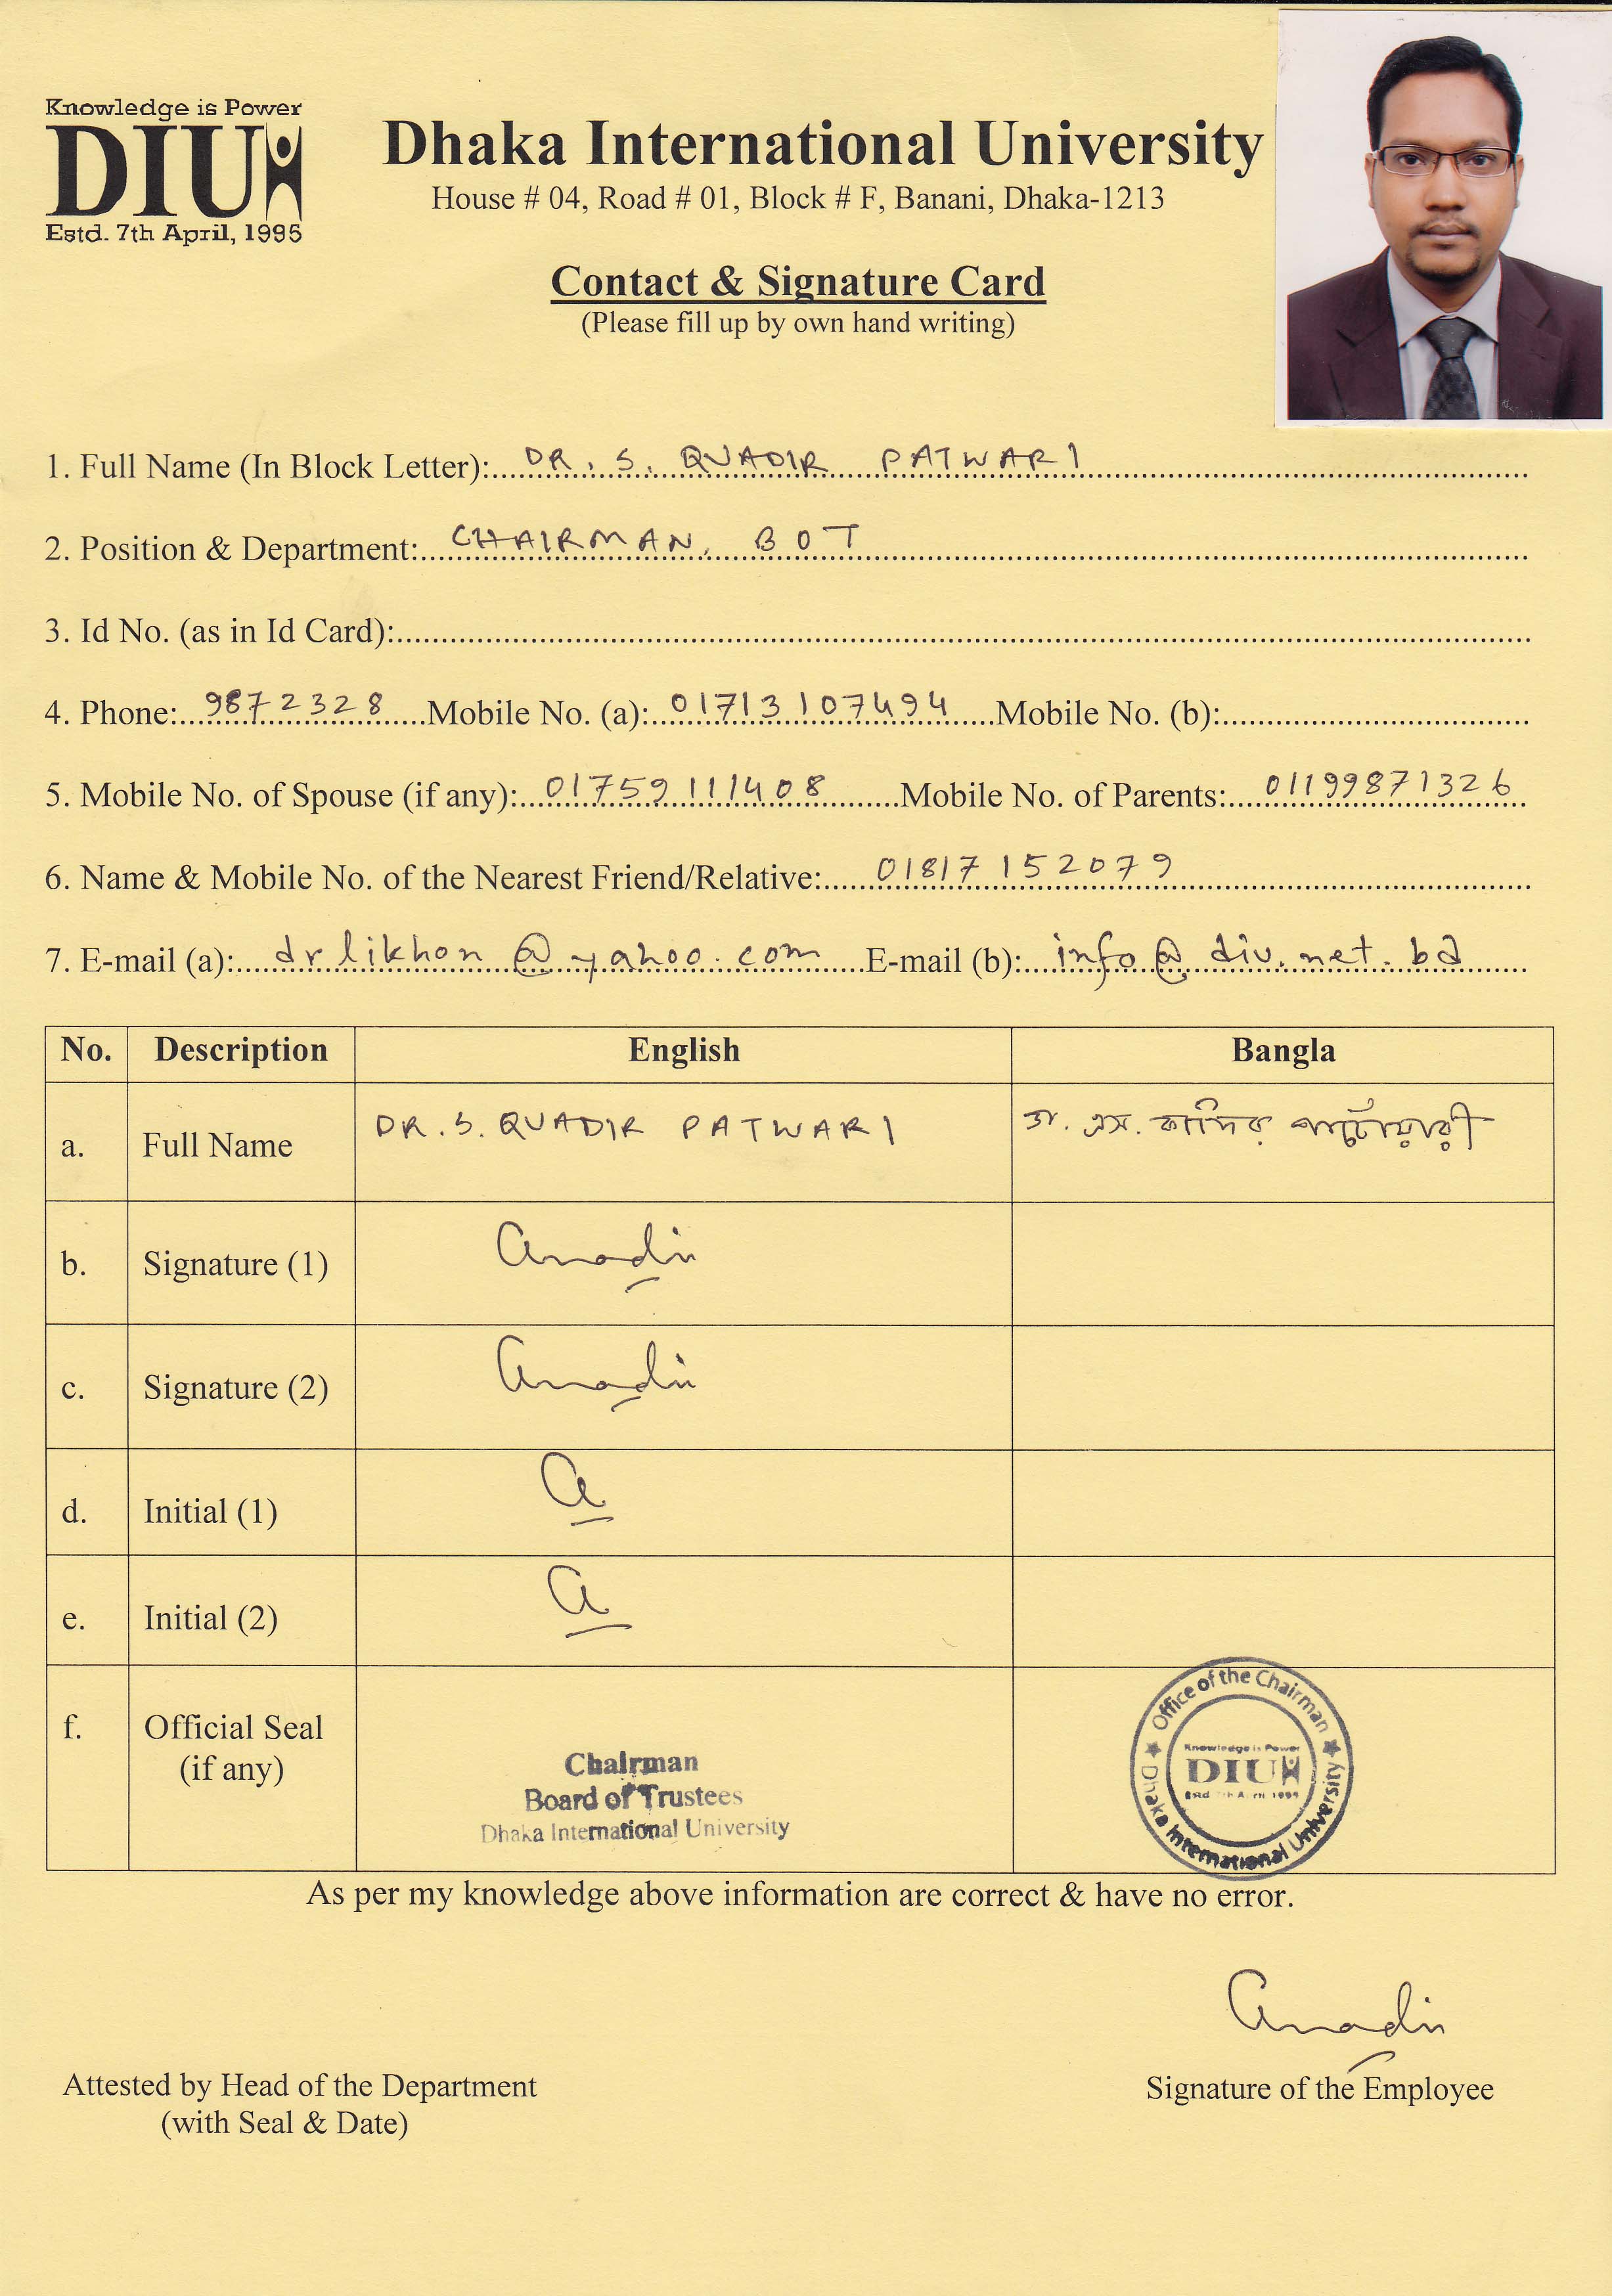 Knowledge is Power
DIU
Estd. 7th April, 1995
Dhaka International University
House # 04, Road # 01, Block # F, Banani, Dhaka-1213
Contact & Signature Card
(Please fill up by own hand writing)
1. Full Name (In Block Letter): DR. S. QUADIR PATWARI
2. Position & Department: CHAIRMAN, BOT
3. Id No. (as in Id Card):
4. Phone: 9872328 Mobile No. (a): 01713107494 Mobile No. (b):
5. Mobile No. of Spouse (if any): 01759111408 Mobile No. of Parents: 01199871326
6. Name & Mobile No. of the Nearest Friend/Relative: 01817152079
7. E-mail (a): drlikhon@yahoo.com E-mail (b): info@diu.net.bd
No. Description English Bangla
a. Full Name DR. S. QUADIR PATWARI ডা. এস. কাদির পাটোয়ারী
b. Signature (1)
c. Signature (2)
d. Initial (1)
e. Initial (2)
f. Official Seal
(if any)
Chairman
Board of Trustees
Dhaka International University
Office of the Chairman
Knowledge is Power
DIU
Estd 7th April 1995
Dhaka International University
As per my knowledge above information are correct & have no error.
Attested by Head of the Department
(with Seal & Date)
Signature of the Employee